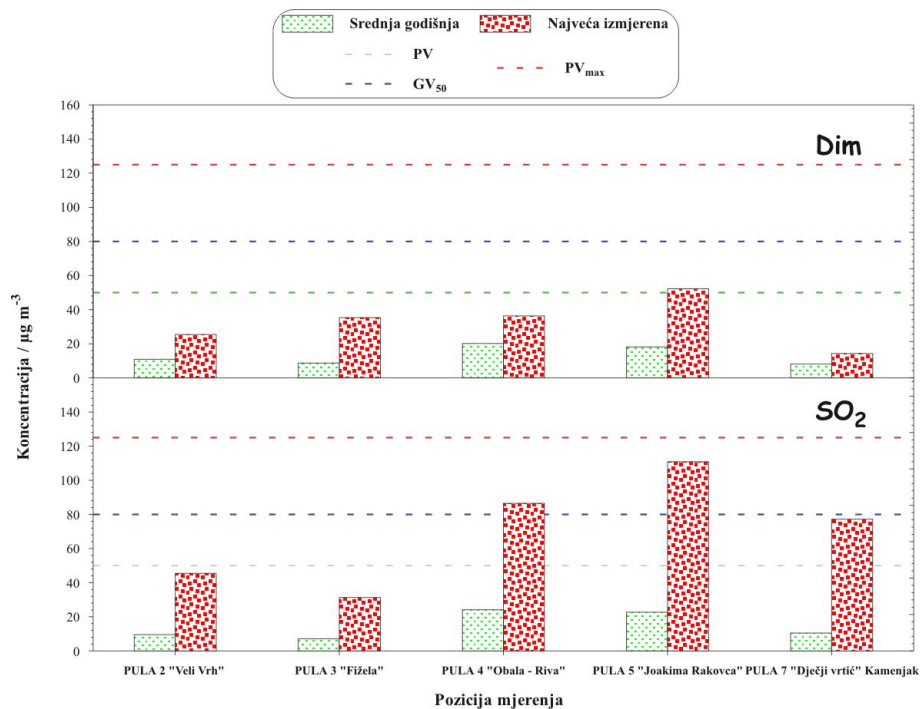 Srednja godišnja
Najveća izmjerena
PV
PVmax
GV50
Koncentracija / µg m-3
160
140
120
100
80
60
40
20
0
Dim
140
120
100
80
60
40
20
0
SO2
PULA 2 "Veli Vrh"
PULA 3 "Fižela"
PULA 4 "Obala - Riva"
PULA 5 "Joakima Rakovca"
PULA 7 "Dječji vrtić" Kamenjak
Pozicija mjerenja